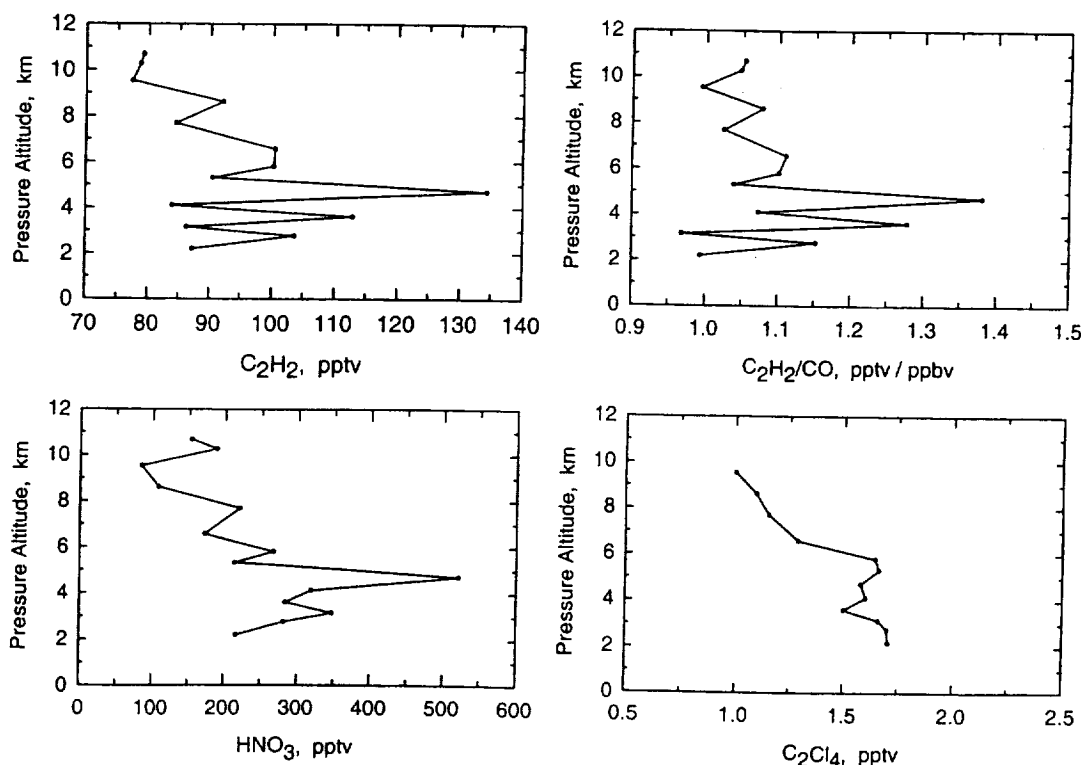 12
10
8
6
4
2
0
Pressure Altitude, km
70 80 90 100 110 120 130 140
C₂H₂, pptv
12
10
8
6
4
2
0
Pressure Altitude, km
0.9 1.0 1.1 1.2 1.3 1.4 1.5
C₂H₂/CO, pptv / ppbv
12
10
8
6
4
2
0
Pressure Altitude, km
0 100 200 300 400 500 600
HNO₃, pptv
12
10
8
6
4
2
0
Pressure Altitude, km
0.5 1.0 1.5 2.0 2.5
C₂Cl₄, pptv